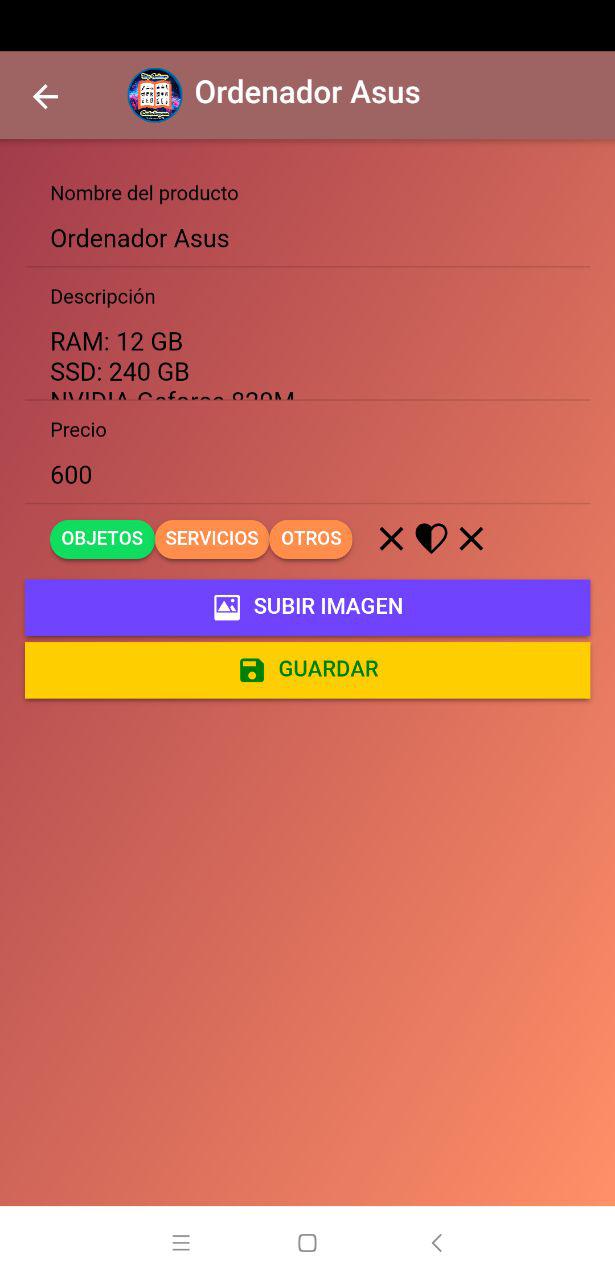 Ordenador Asus
Nombre del producto
Ordenador Asus
Descripción
RAM: 12 GB
SSD: 240 GB
Precio
600
OBJETOS SERVICIOS OTROS
SUBIR IMAGEN
GUARDAR